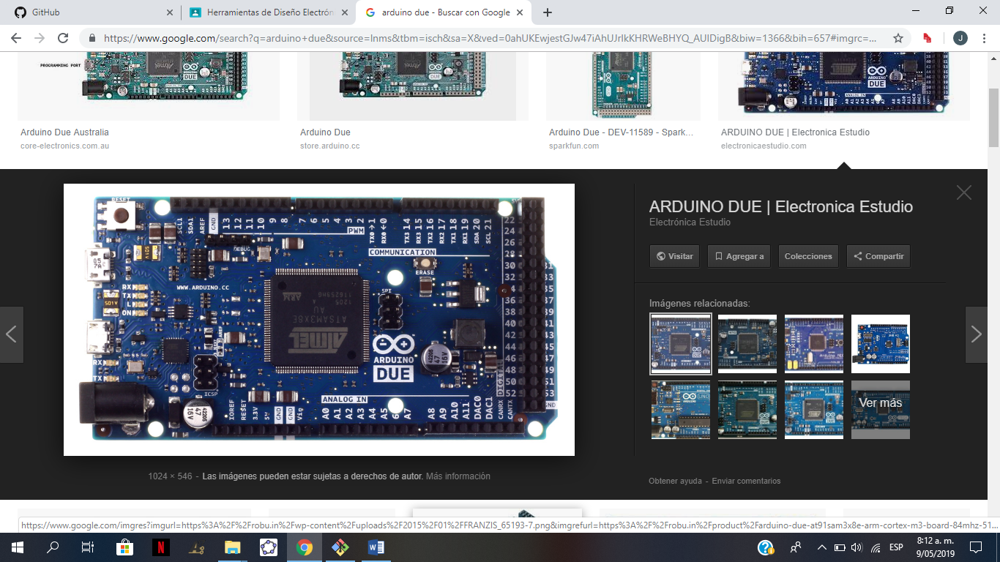 GitHub
Herramientas de Diseño Electrón
arduino due - Buscar con Google
https://www.google.com/search?q=arduino+due&source=lnms&tbm=isch&sa=X&ved=0ahUKEwjestGJw47iAhUJrlkKHRWeBHYQ_AUIDigB&biw=1366&bih=657#imgrc=...
J
PROGRAMMING PORT
Arduino Due Australia
core-electronics.com.au
Arduino Due
store.arduino.cc
Arduino Due - DEV-11589 - Spark...
sparkfun.com
ARDUINO DUE | Electronica Estudio
electronicaestudio.com
RESET
SCL1 SDA1 AREF GND 13 12 11 10 9 8 7 6 5 4 3 2 TX0→1 RX0←0 TX3 14 RX3 15 TX2 16 RX2 17 TX1 18 RX1 19 SDA 20 SCL 21
PWM
DEBUG
COMMUNICATION
ERASE
WWW.ARDUINO.CC
RX
TX
L
ON
SPI
ATSAM3X8E
AU
ARM
ATMEL
ARDUINO
DUE
RX
TX
ICSP
47
16V
22
24
26
28
30
32
34
36
38
40
42
44
46
48
50
52
GND
31
33
35
37
39
41
43
45
47
49
51
53
ANALOG IN
IOREF RESET 3.3V 5V GND GND Vin A0 A1 A2 A3 A4 A5 A6 A7 A8 A9 A10 A11 DAC0 DAC1 CANRX CANTX
ARDUINO DUE | Electronica Estudio
Electrónica Estudio
Visitar
Agregar a
Colecciones
Compartir
Imágenes relacionadas:
Ver más
1024 × 546 - Las imágenes pueden estar sujetas a derechos de autor. Más información
Obtener ayuda - Enviar comentarios
https://www.google.com/imgres?imgurl=https%3A%2F%2Frobu.in%2Fwp-content%2Fuploads%2F2015%2F01%2FFRANZIS_65193-7.png&imgrefurl=https%3A%2F%2Frobu.in%2Fproduct%2Farduino-due-at91sam3x8e-arm-cortex-m3-board-84mhz-51...
ESP
8:12 a. m.
9/05/2019